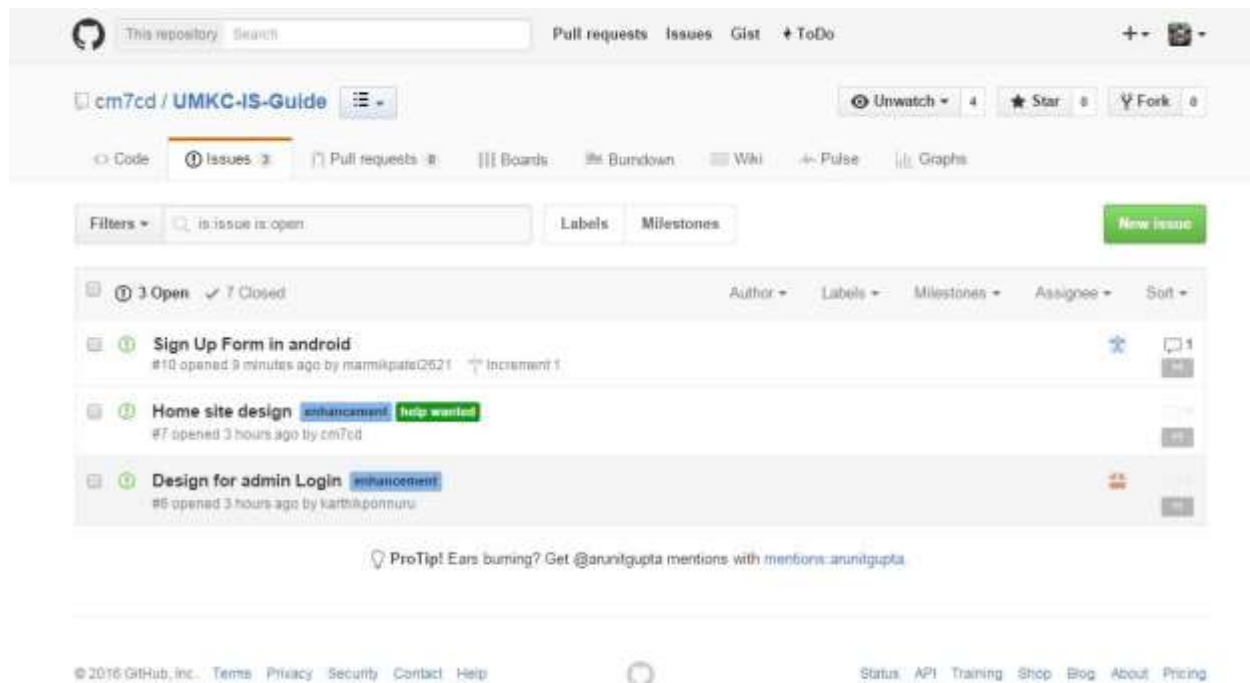 This repository Search Pull requests Issues Gist ToDo
cm7cd / UMKC-IS-Guide Unwatch 4 Star 0 Fork 0
Code Issues 3 Pull requests 0 Boards Burndown Wiki Pulse Graphs
Filters is:issue is:open Labels Milestones New issue
3 Open 7 Closed Author Labels Milestones Assignee Sort
Sign Up Form in android 1
#10 opened 9 minutes ago by marmikpatel2621 Increment 1
Home site design enhancement help wanted
#7 opened 3 hours ago by cm7cd
Design for admin Login enhancement
#6 opened 3 hours ago by karthikponnuru
ProTip! Ears burning? Get @arunitgupta mentions with mentions:arunitgupta.
© 2016 GitHub, Inc. Terms Privacy Security Contact Help Status API Training Shop Blog About Pricing